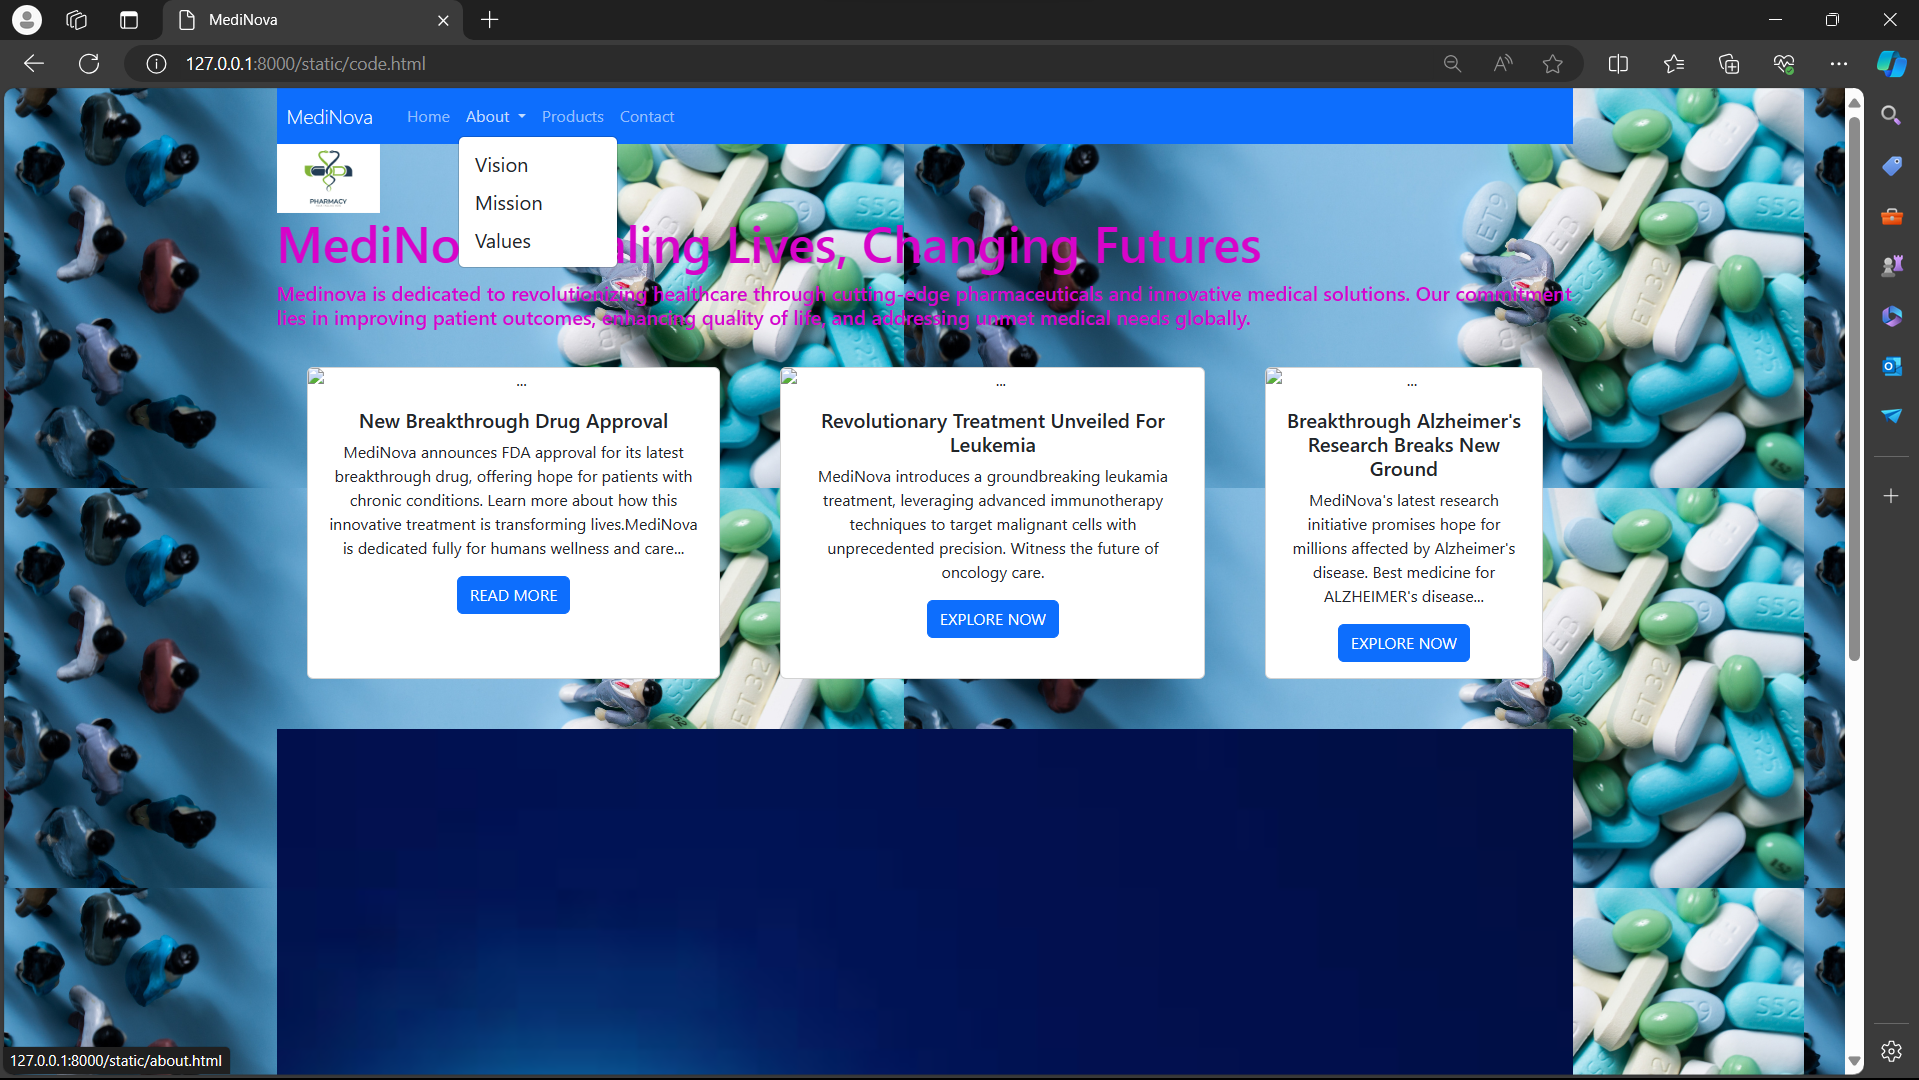 MediNova
127.0.0.1:8000/static/code.html
MediNova
Home
About
Products
Contact
Vision
Mission
Values
PHARMACY
Medinova is dedicated to revolutionizing healthcare through cutting-edge pharmaceuticals and innovative medical solutions. Our commitment
lies in improving patient outcomes, enhancing quality of life, and addressing unmet medical needs globally.
MediNo ling Lives, Changing Futures
...
New Breakthrough Drug Approval
MediNova announces FDA approval for its latest
breakthrough drug, offering hope for patients with
chronic conditions. Learn more about how this
innovative treatment is transforming lives.MediNova
is dedicated fully for humans wellness and care...
READ MORE
...
Revolutionary Treatment Unveiled For
Leukemia
MediNova introduces a groundbreaking leukamia
treatment, leveraging advanced immunotherapy
techniques to target malignant cells with
unprecedented precision. Witness the future of
oncology care.
EXPLORE NOW
...
Breakthrough Alzheimer's
Research Breaks New
Ground
MediNova's latest research
initiative promises hope for
millions affected by Alzheimer's
disease. Best medicine for
ALZHEIMER's disease...
EXPLORE NOW
127.0.0.1:8000/static/about.html